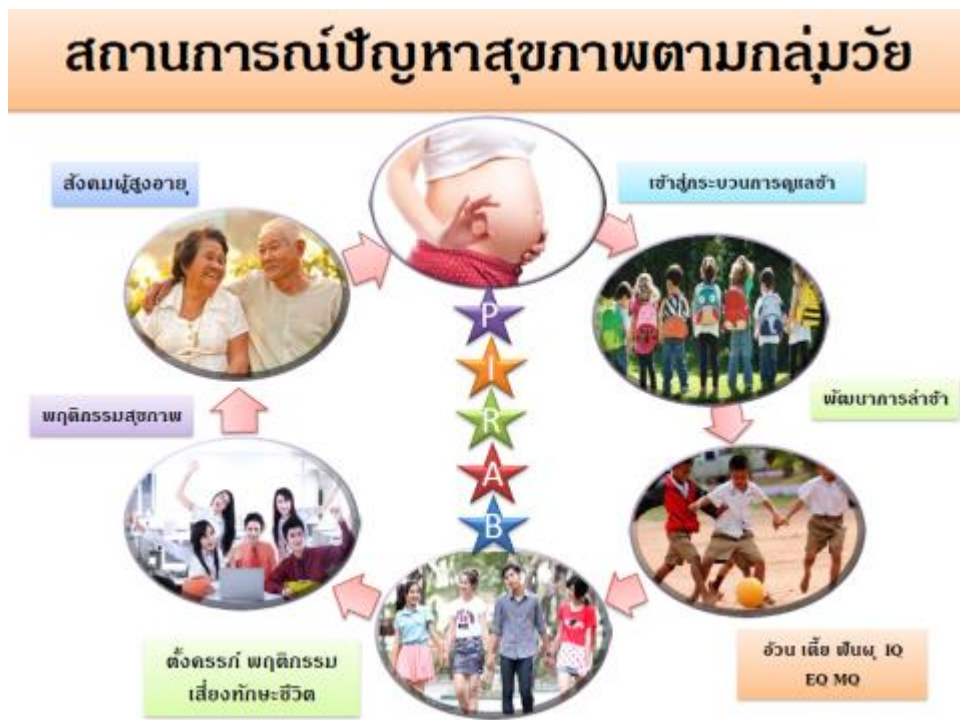 สถานการณ์ปัญหาสุขภาพตามกลุ่มวัย
สังคมผู้สูงอายุ
เข้าสู่กระบวนการดูแลช้า
พฤติกรรมสุขภาพ
พัฒนาการล่าช้า
P
I
R
A
B
ตั้งครรภ์ พฤติกรรม
เสี่ยงทักษะชีวิต
อ้วน เตี้ย ฟันผุ IQ
EQ MQ